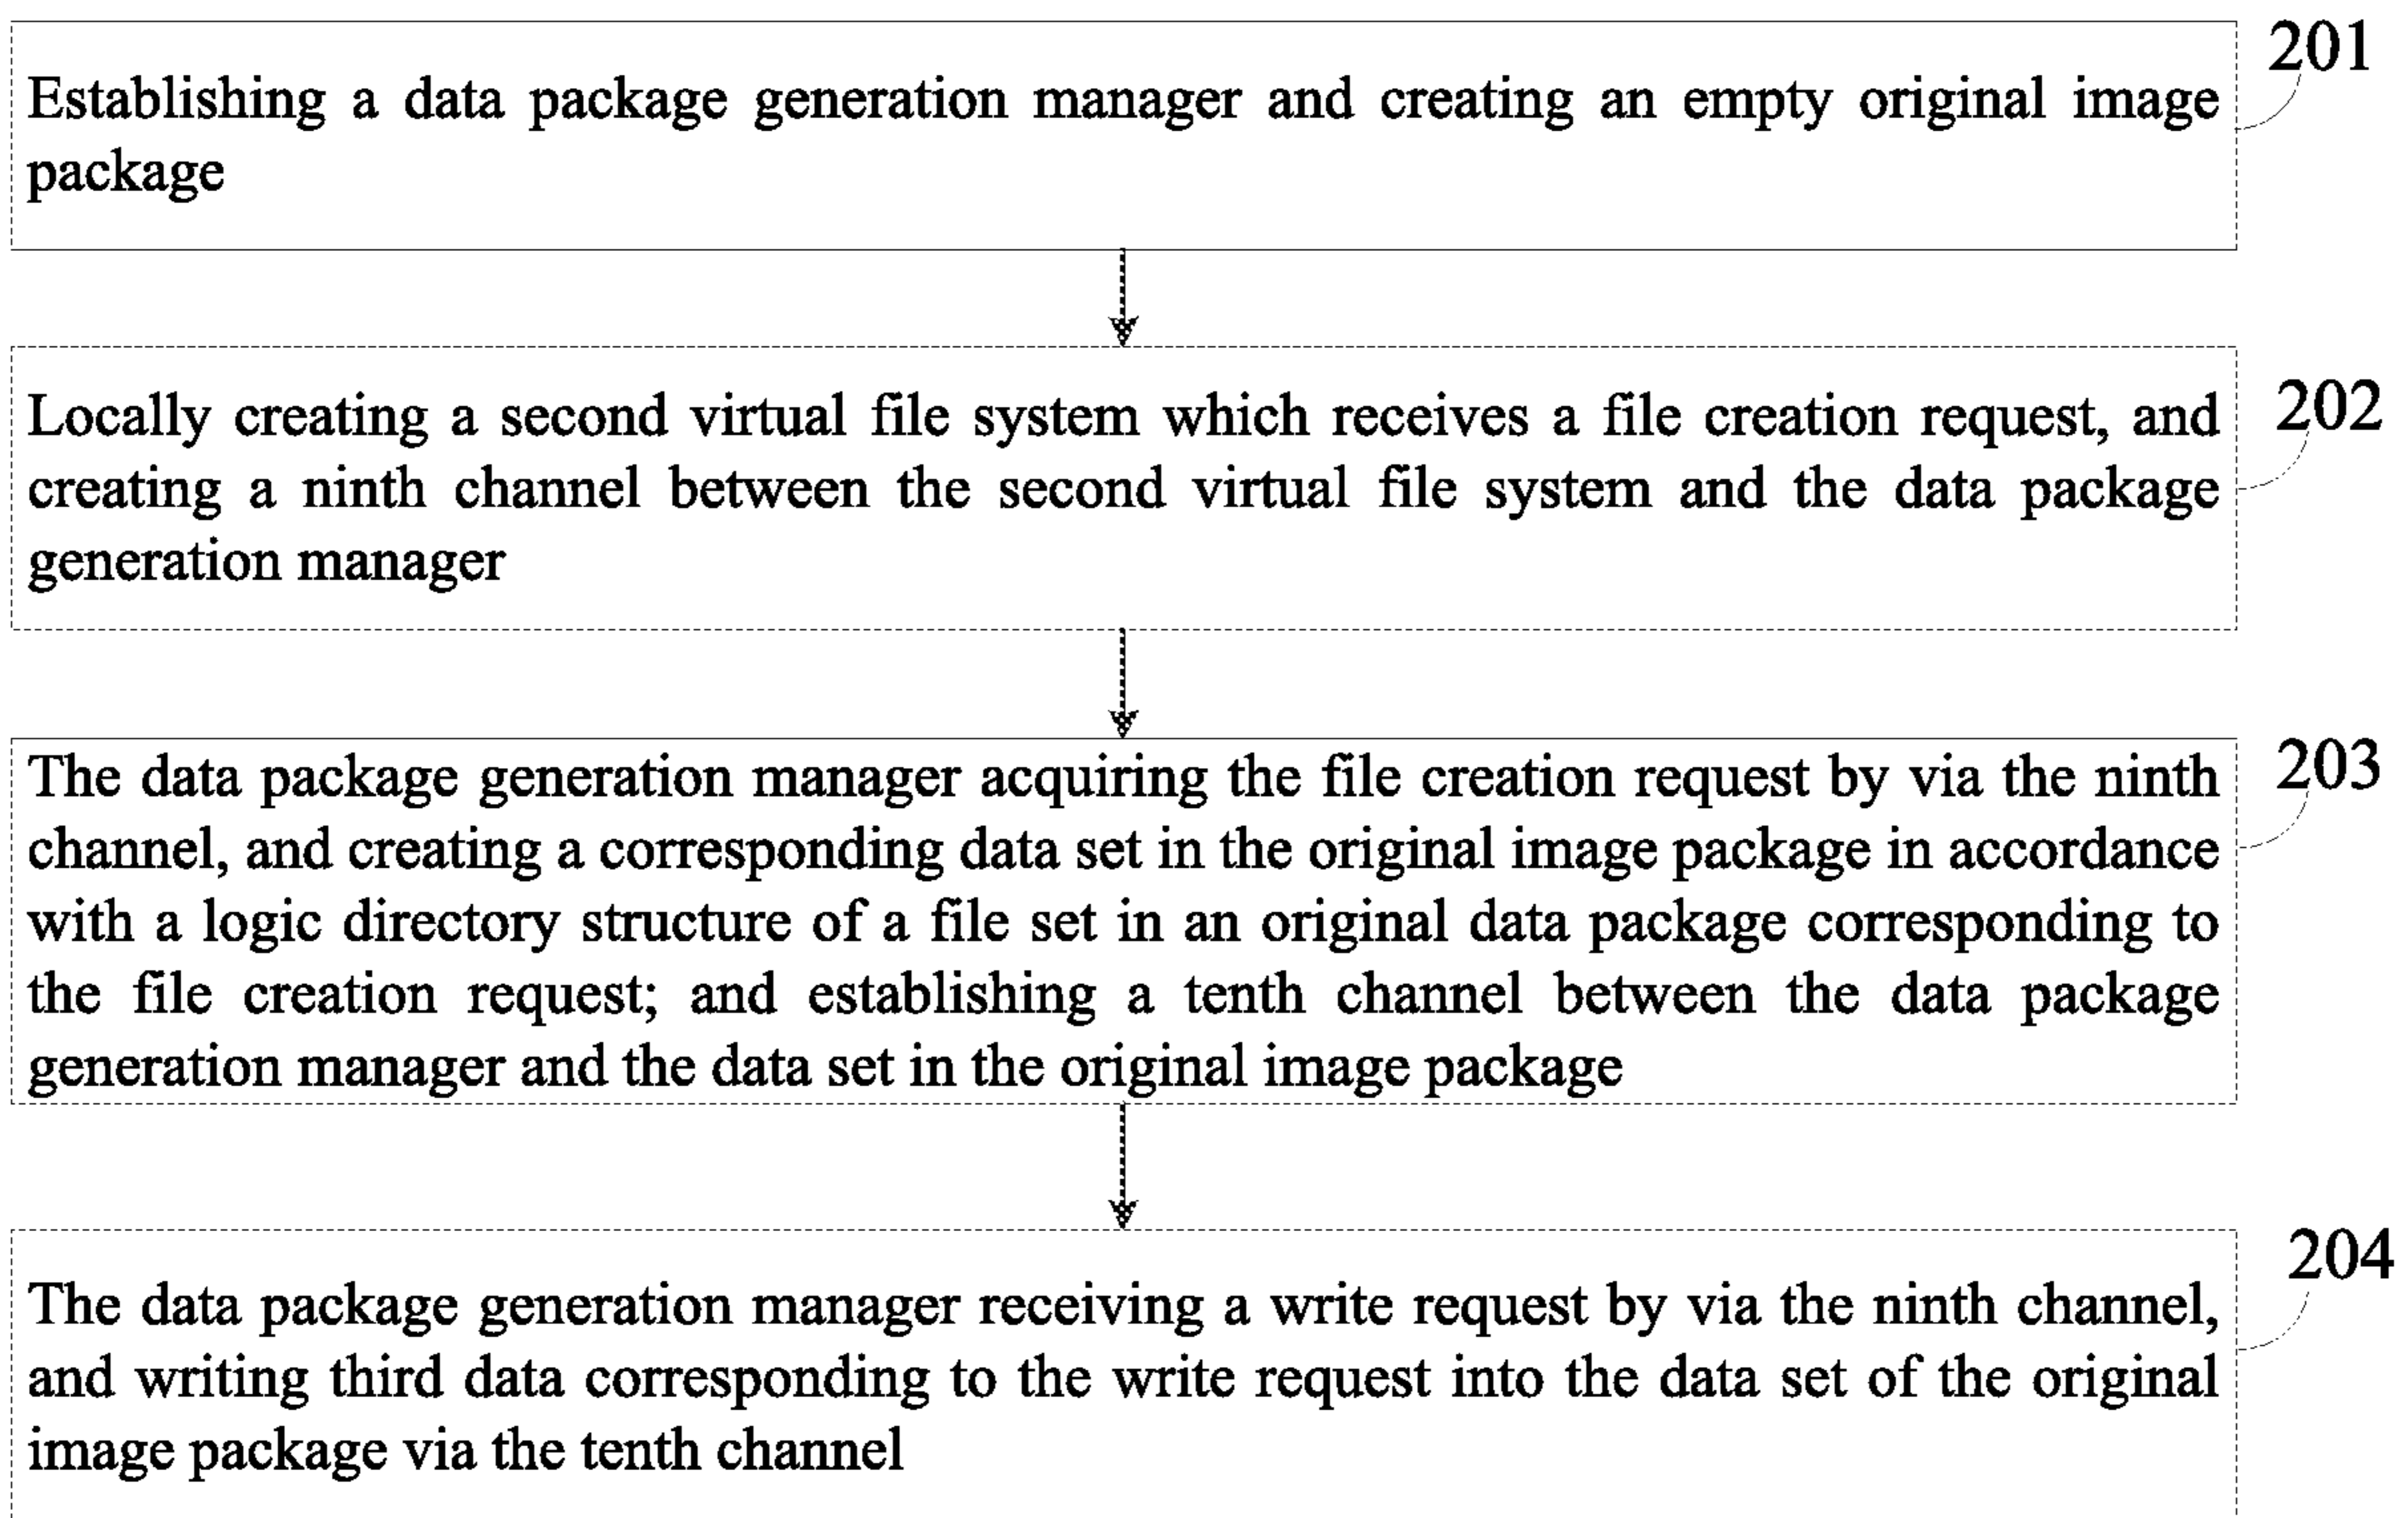 201
Establishing a data package generation manager and creating an empty original image
package
202
Locally creating a second virtual file system which receives a file creation request, and
creating a ninth channel between the second virtual file system and the data package
generation manager
203
The data package generation manager acquiring the file creation request by via the ninth
channel, and creating a corresponding data set in the original image package in accordance
with a logic directory structure of a file set in an original data package corresponding to
the file creation request; and establishing a tenth channel between the data package
generation manager and the data set in the original image package
204
The data package generation manager receiving a write request by via the ninth channel,
and writing third data corresponding to the write request into the data set of the original
image package via the tenth channel